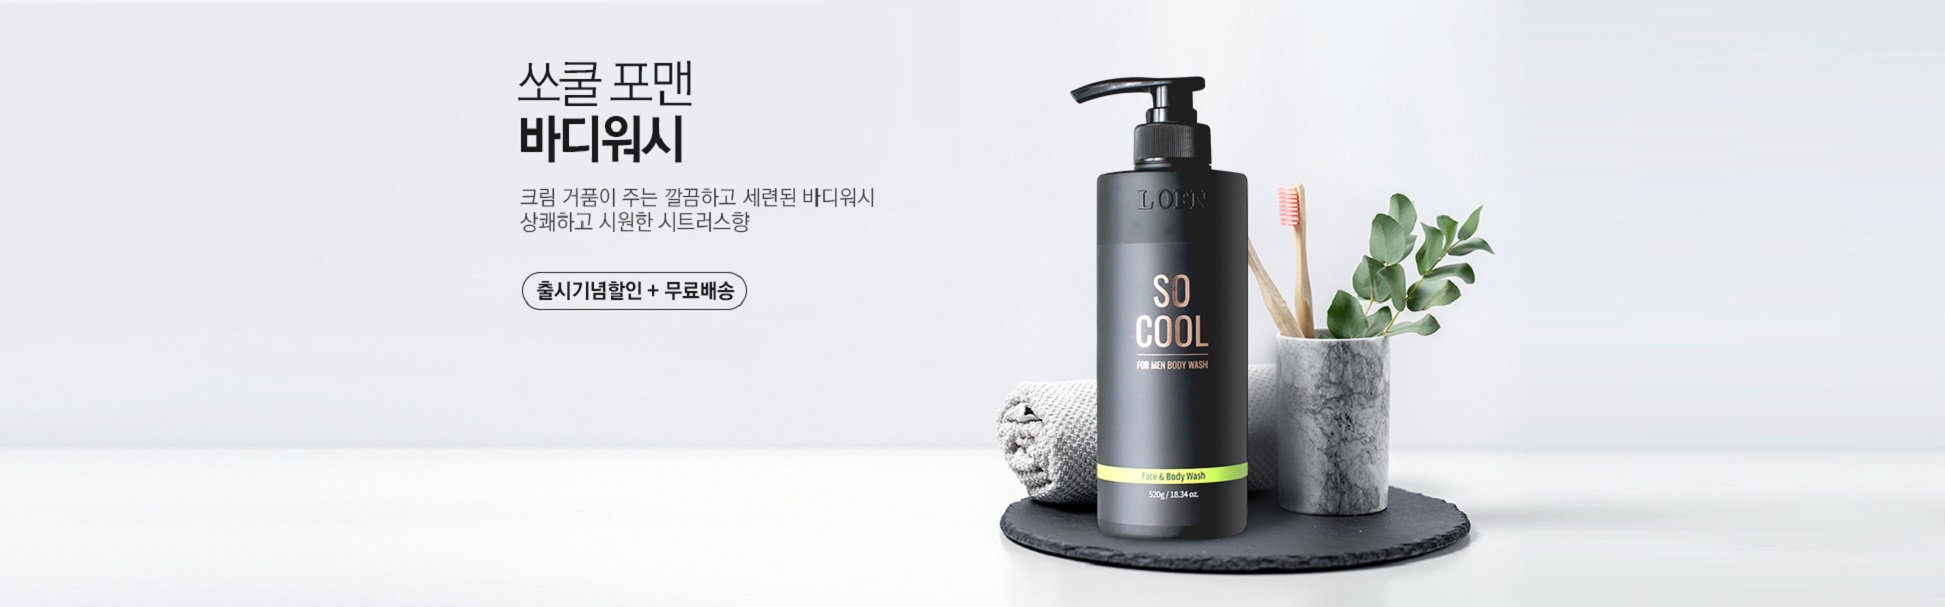 쏘쿨 포맨
바디워시
크림 거품이 주는 깔끔하고 세련된 바디워시
상쾌하고 시원한 시트러스향
출시기념할인 + 무료배송
LOEN
SO
COOL
FOR MEN BODY WASH
Face & Body Wash
520g / 18.34 oz.